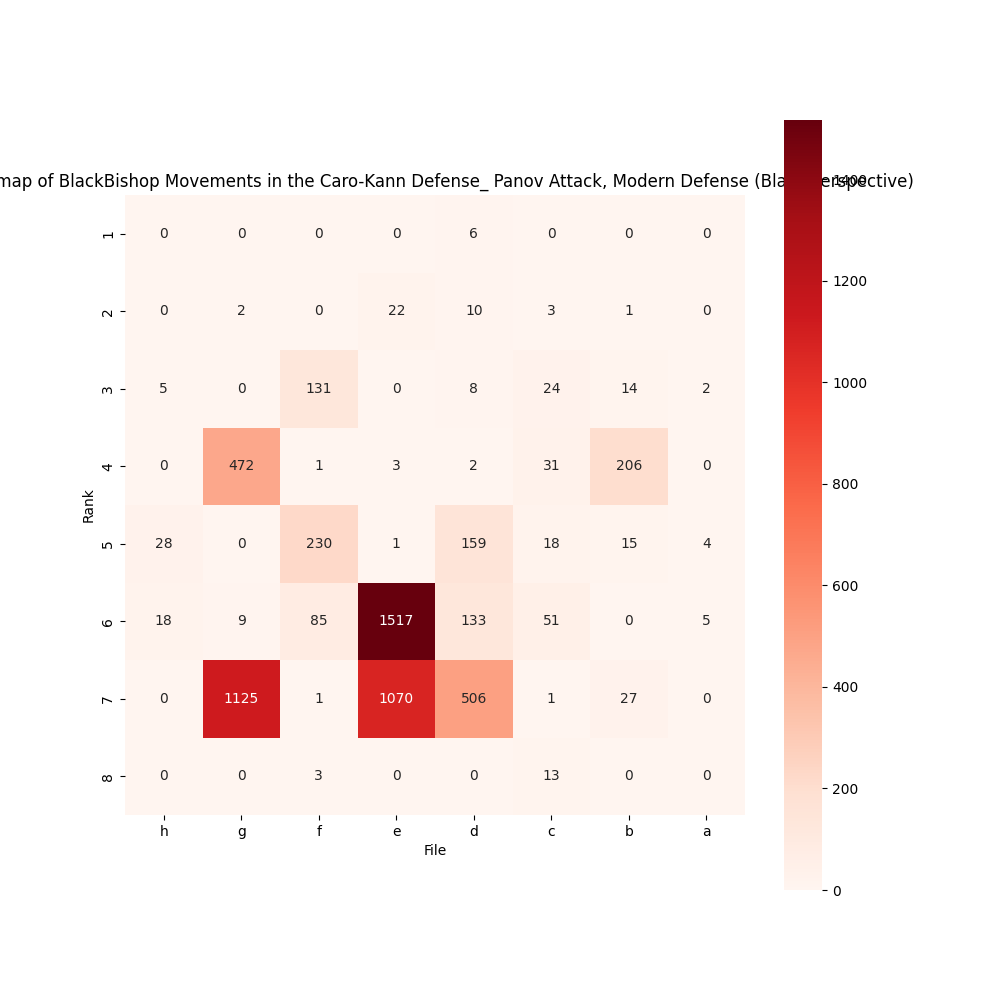 map of BlackBishop Movements in the Caro-Kann Defense_ Panov Attack, Modern Defense (Bla erspective)
1400
1 0 0 0 0 6 0 0 0
1200
2 0 2 0 22 10 3 1 0
1000
3 5 0 131 0 8 24 14 2
Rank
4 0 472 1 3 2 31 206 0
800
5 28 0 230 1 159 18 15 4
600
6 18 9 85 1517 133 51 0 5
400
7 0 1125 1 1070 506 1 27 0
200
8 0 0 3 0 0 13 0 0
h g f e d c b a
File
0